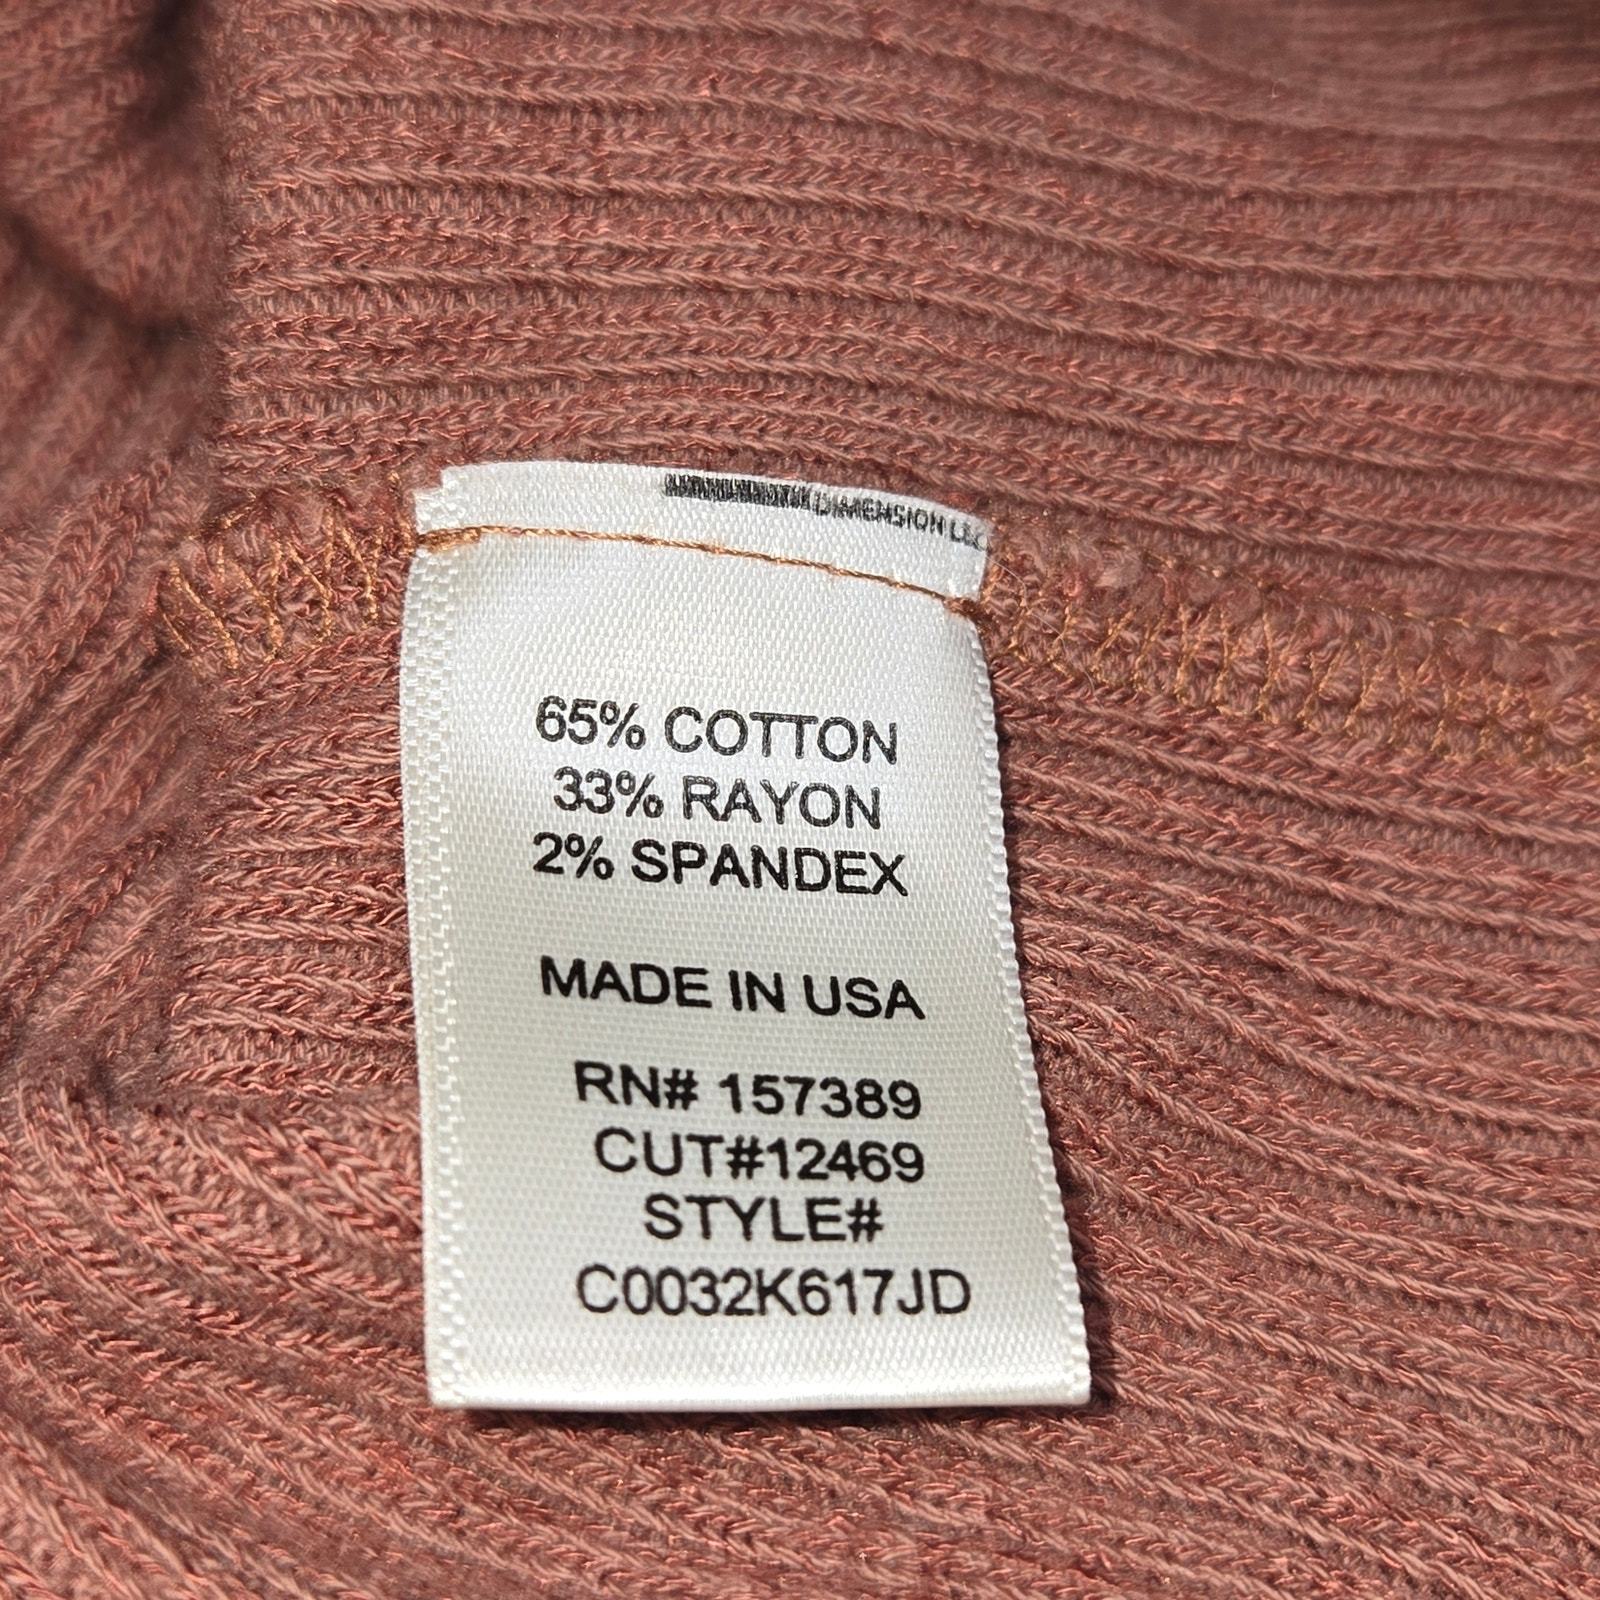 DIMENSION LLC
65% COTTON
33% RAYON
2% SPANDEX
MADE IN USA
RN# 157389
CUT#12469
STYLE#
C0032K617JD